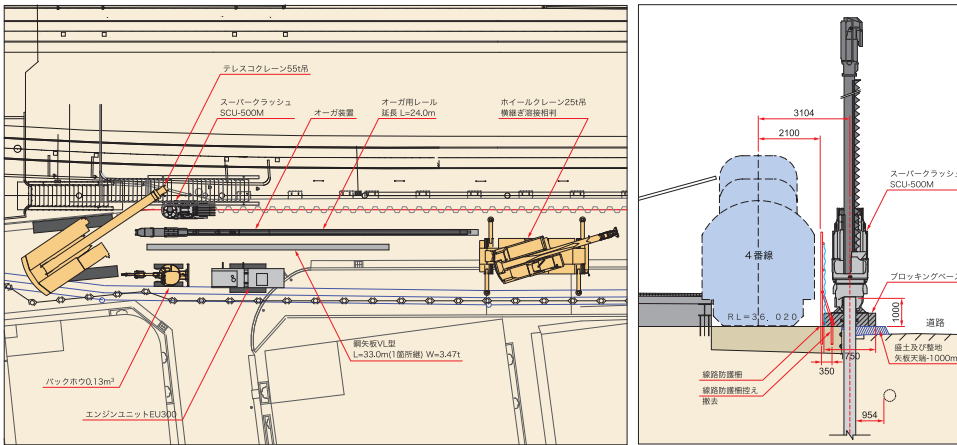 テレスコクレーン55t吊
スーパークラッシュ
SCU-500M
オーガ装置
オーガ用レール
延長 L=24.0m
ホイールクレーン25t吊
横継ぎ溶接相判
鋼矢板VL型
L=33.0m(1箇所継) W=3.47t
バックホウ0.13m³
エンジンユニットEU300
3104
2100
スーパークラッシュ
SCU-500M
4番線
ブロッキングベース
1000
RL=36.020
道路
盛土及び整地
矢板天端-1000m
1750
350
線路防護柵
線路防護柵控え
撤去
954